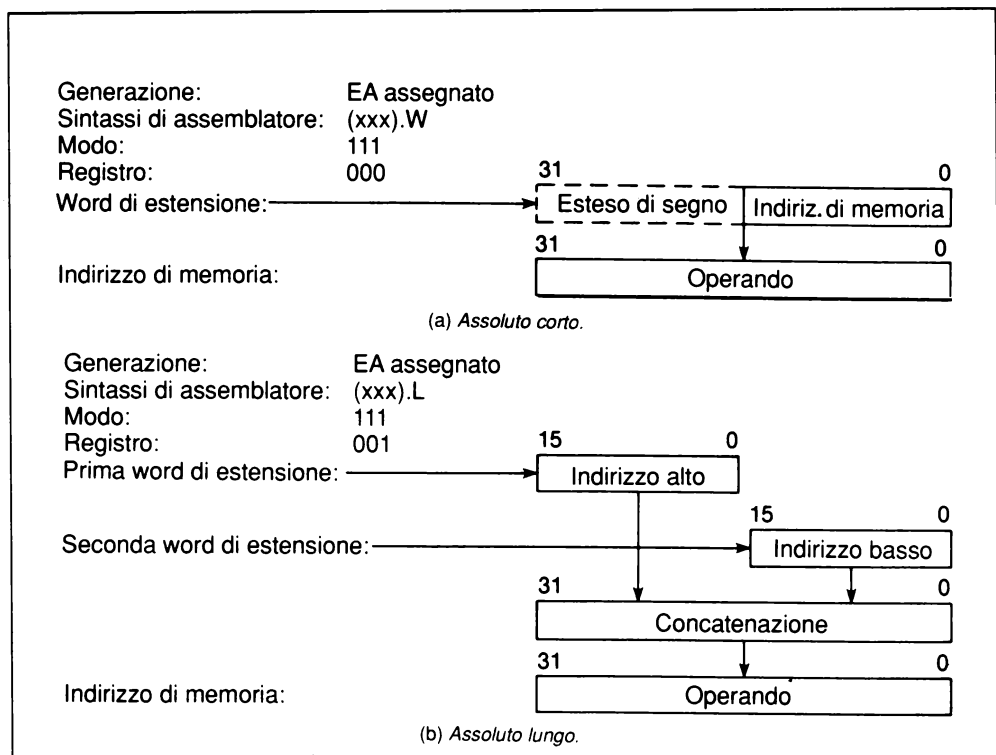 Generazione: EA assegnato
Sintassi di assemblatore: (xxx).W
Modo: 111
Registro: 000
31 0
Word di estensione: Esteso di segno Indiriz. di memoria
31 0
Indirizzo di memoria: Operando
(a) Assoluto corto.
Generazione: EA assegnato
Sintassi di assemblatore: (xxx).L
Modo: 111
Registro: 001
15 0
Prima word di estensione: Indirizzo alto
15 0
Seconda word di estensione: Indirizzo basso
31 0
Concatenazione
31 0
Indirizzo di memoria: Operando
(b) Assoluto lungo.